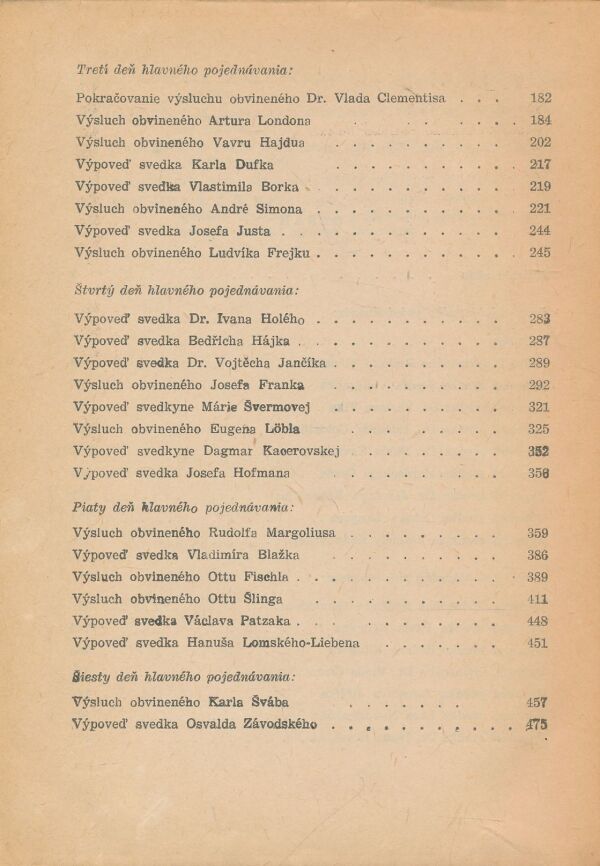 Tretí deň hlavného pojednávania:
Pokračovanie výsluchu obvineného Dr. Vlada Clementisa . . . 182
Výsluch obvineného Artura Londona . . . . . . . 184
Výsluch obvineného Vavru Hajdua . . . . . . . . 202
Výpoveď svedka Karla Dufka . . . . . . . . 217
Výpoveď svedka Vlastimila Borka . . . . . . . . . 219
Výsluch obvineného André Simona . . . . . . . . . 221
Výpoveď svedka Josefa Justa . . . . . . . . . . 244
Výsluch obvineného Ludvíka Frejku . . . . . . . . . 245
Štvrtý deň hlavného pojednávania:
Výpoveď svedka Dr. Ivana Holého . . . . . . . . . 283
Výpoveď svedka Bedřicha Hájka . . . . . . . . . 287
Výpoveď svedka Dr. Vojtěcha Jančíka . . . . . . . . 289
Výsluch obvineného Josefa Franka . . . . . . . . 292
Výpoveď svedkyne Márie Švermovej . . . . . . . . 321
Výsluch obvineného Eugena Löbla . . . . . . . . 325
Výpoveď svedkyne Dagmar Kacerovskej . . . . . . . 352
Výpoveď svedka Josefa Hofmana . . . . . . . . 356
Piaty deň hlavného pojednávania:
Výsluch obvineného Rudolfa Margoliusa . . . . . . . 359
Výpoveď svedka Vladimíra Blažka . . . . . . . . 386
Výsluch obvineného Ottu Fischla . . . . . . . . . 389
Výsluch obvineného Ottu Šlinga . . . . . . . . 411
Výpoveď svedka Václava Patzaka . . . . . . . . . 448
Výpoveď svedka Hanuša Lomského-Liebena . . . . . . 451
Šiesty deň hlavného pojednávania:
Výsluch obvineného Karla Švába . . . . . . . 457
Výpoveď svedka Osvalda Závodského . . . . . . . . . 475